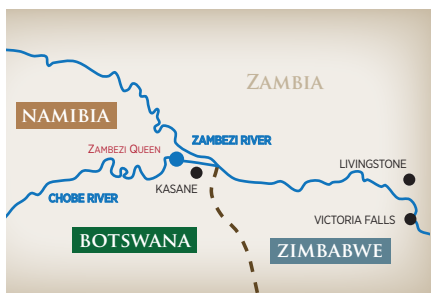 ZAMBIA
NAMIBIA
ZAMBEZI QUEEN
ZAMBEZI RIVER
LIVINGSTONE
KASANE
CHOBE RIVER
VICTORIA FALLS
BOTSWANA
ZIMBABWE